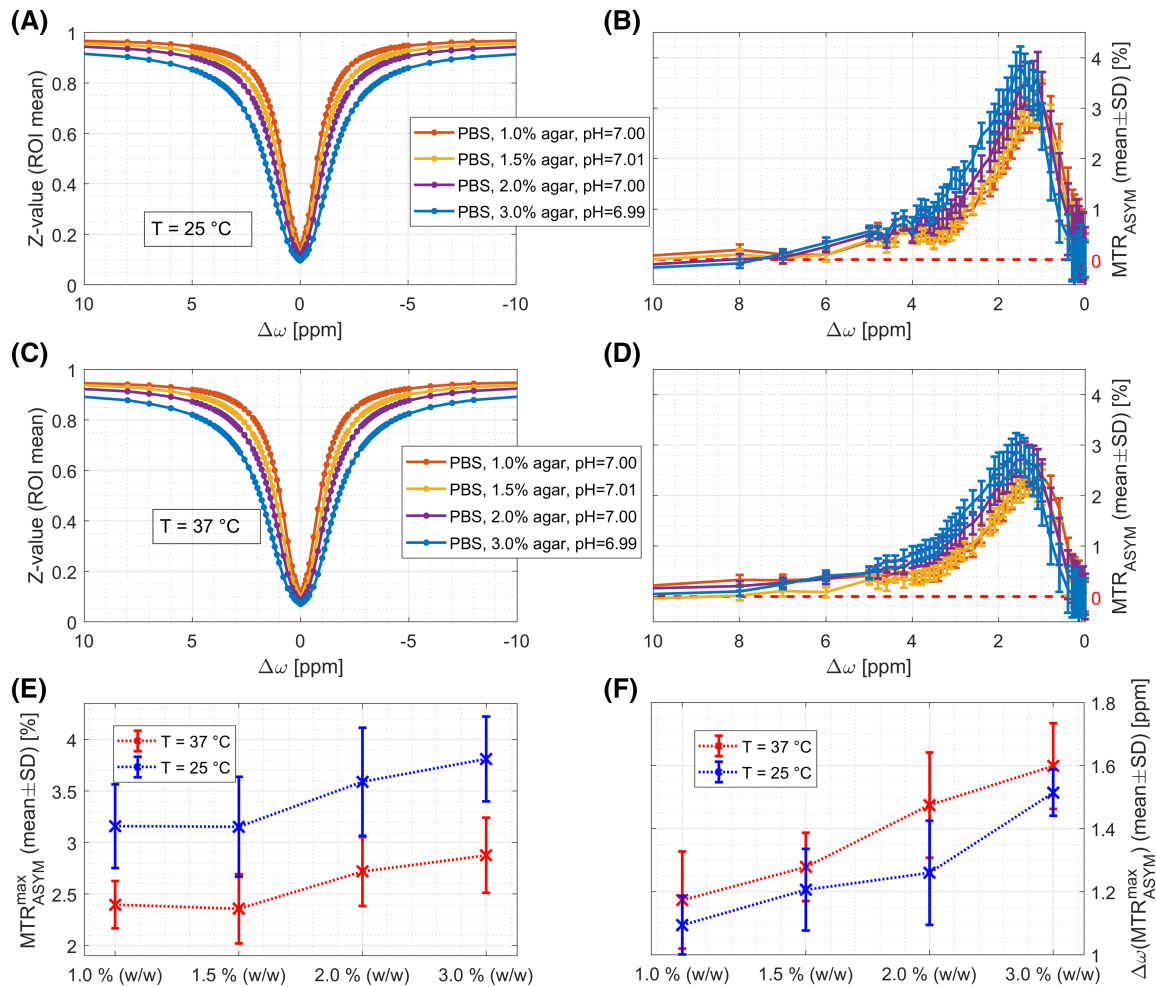 (A)
Z-value (ROI mean)
1
0.8
0.6
0.4
0.2
0
T = 25 °C
10 5 0 -5 -10
Δω [ppm]
PBS, 1.0% agar, pH=7.00
PBS, 1.5% agar, pH=7.01
PBS, 2.0% agar, pH=7.00
PBS, 3.0% agar, pH=6.99
(B)
4
3
2
1
0
MTR_ASYM (mean±SD) [%]
10 8 6 4 2 0
Δω [ppm]
(C)
Z-value (ROI mean)
1
0.8
0.6
0.4
0.2
0
T = 37 °C
10 5 0 -5 -10
Δω [ppm]
PBS, 1.0% agar, pH=7.00
PBS, 1.5% agar, pH=7.01
PBS, 2.0% agar, pH=7.00
PBS, 3.0% agar, pH=6.99
(D)
4
3
2
1
0
MTR_ASYM (mean±SD) [%]
10 8 6 4 2 0
Δω [ppm]
(E)
MTR^max_ASYM (mean±SD) [%]
4
3.5
3
2.5
2
T = 37 °C
T = 25 °C
1.0 % (w/w) 1.5 % (w/w) 2.0 % (w/w) 3.0 % (w/w)
(F)
T = 37 °C
T = 25 °C
1.8
1.6
1.4
1.2
1
Δω(MTR^max_ASYM) (mean±SD) [ppm]
1.0 % (w/w) 1.5 % (w/w) 2.0 % (w/w) 3.0 % (w/w)